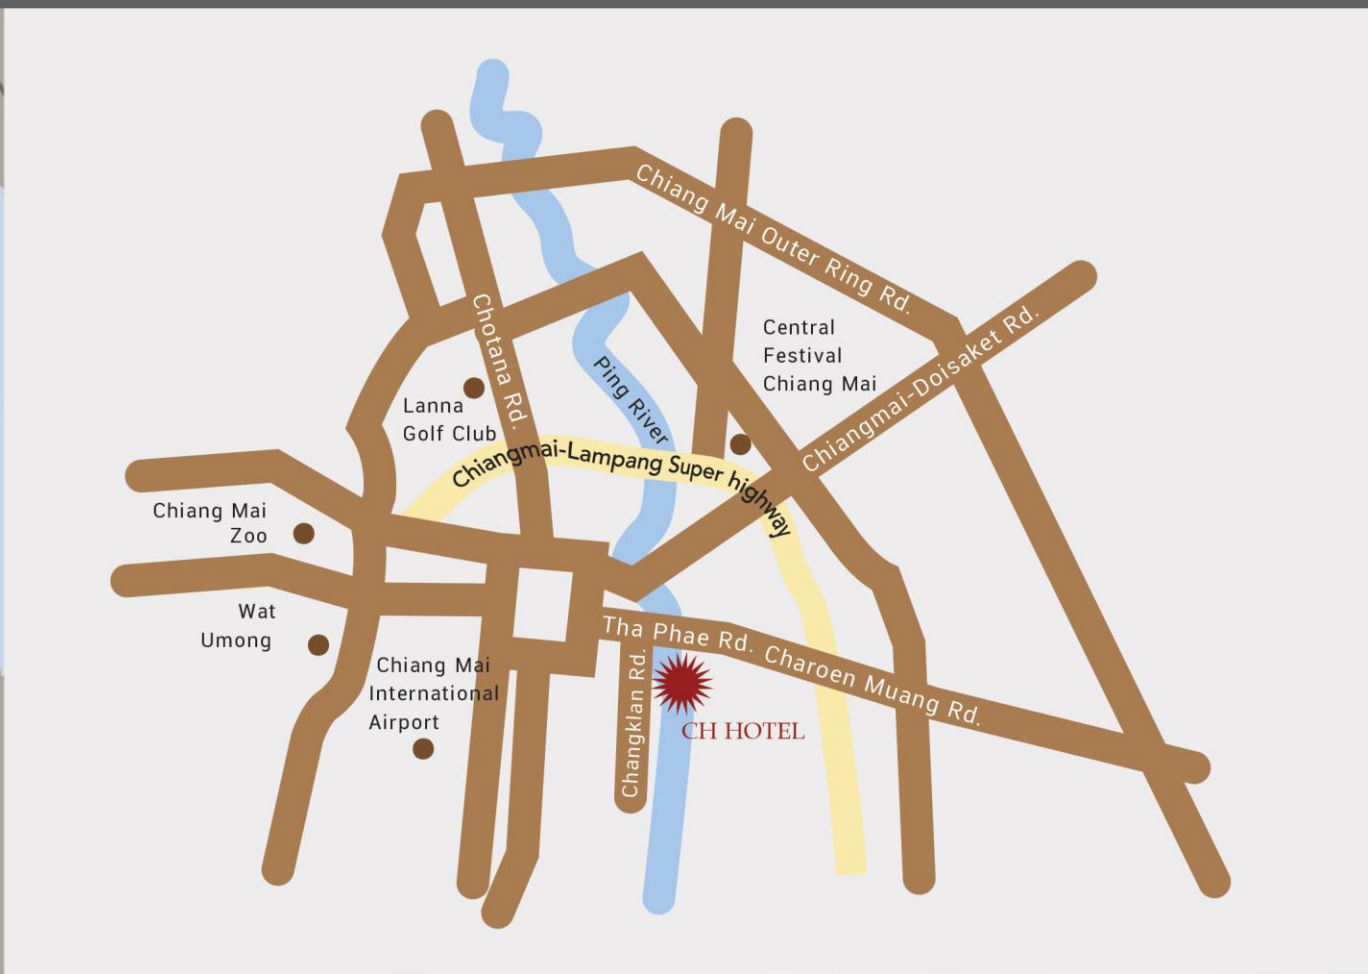 Chiang Mai Outer Ring Rd.
Chotana Rd.
Central
Festival
Chiang Mai
Chiangmai-Doisaket Rd.
Ping River
Lanna
Golf Club
Chiangmai-Lampang Super highway
Chiang Mai
Zoo
Wat
Umong
Chiang Mai
International
Airport
Tha Phae Rd. Charoen Muang Rd.
Changklan Rd.
CH HOTEL